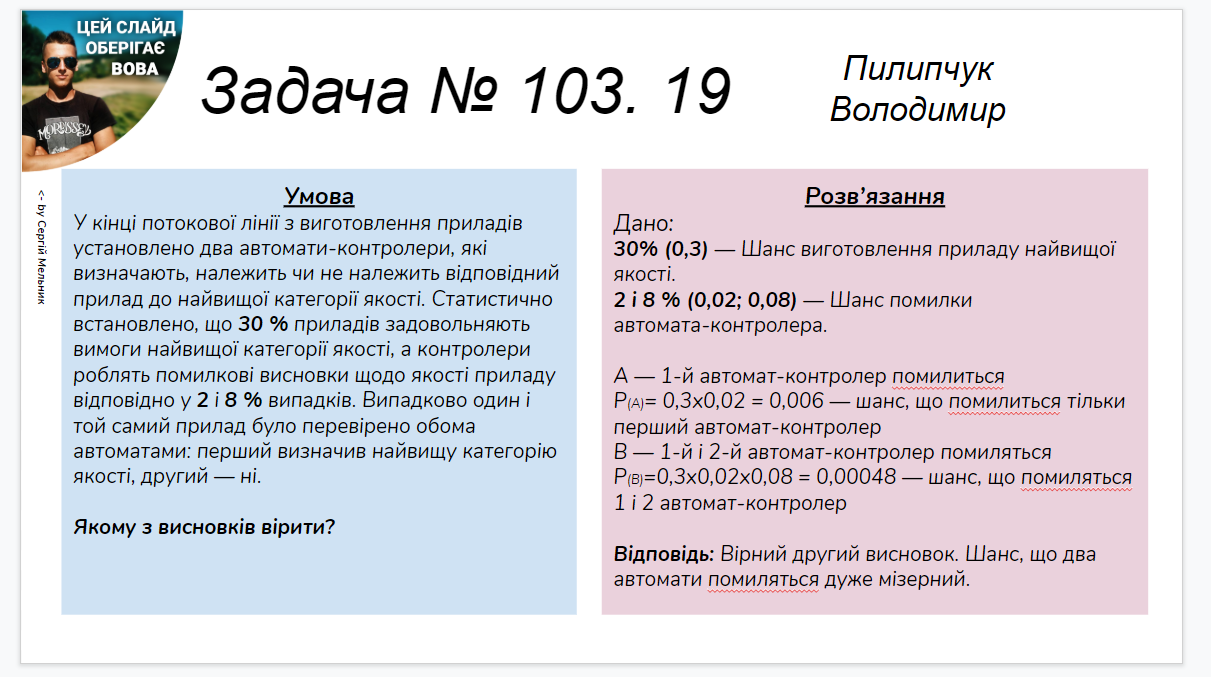 ЦЕЙ СЛАЙД
ОБЕРІГАЄ
ВОВА
MORISSEY
Задача № 103. 19
Пилипчук
Володимир
<- by Сергій Мельник
Умова
У кінці потокової лінії з виготовлення приладів
установлено два автомати-контролери, які
визначають, належить чи не належить відповідний
прилад до найвищої категорії якості. Статистично
встановлено, що 30 % приладів задовольняють
вимоги найвищої категорії якості, а контролери
роблять помилкові висновки щодо якості приладу
відповідно у 2 і 8 % випадків. Випадково один і
той самий прилад було перевірено обома
автоматами: перший визначив найвищу категорію
якості, другий — ні.
Якому з висновків вірити?
Розв’язання
Дано:
30% (0,3) — Шанс виготовлення приладу найвищої
якості.
2 і 8 % (0,02; 0,08) — Шанс помилки
автомата-контролера.
А — 1-й автомат-контролер помилиться
P(A)= 0,3х0,02 = 0,006 — шанс, що помилиться тільки
перший автомат-контролер
В — 1-й і 2-й автомат-контролер помиляться
P(B)=0,3х0,02х0,08 = 0,00048 — шанс, що помиляться
1 і 2 автомат-контролер
Відповідь: Вірний другий висновок. Шанс, що два
автомати помиляться дуже мізерний.